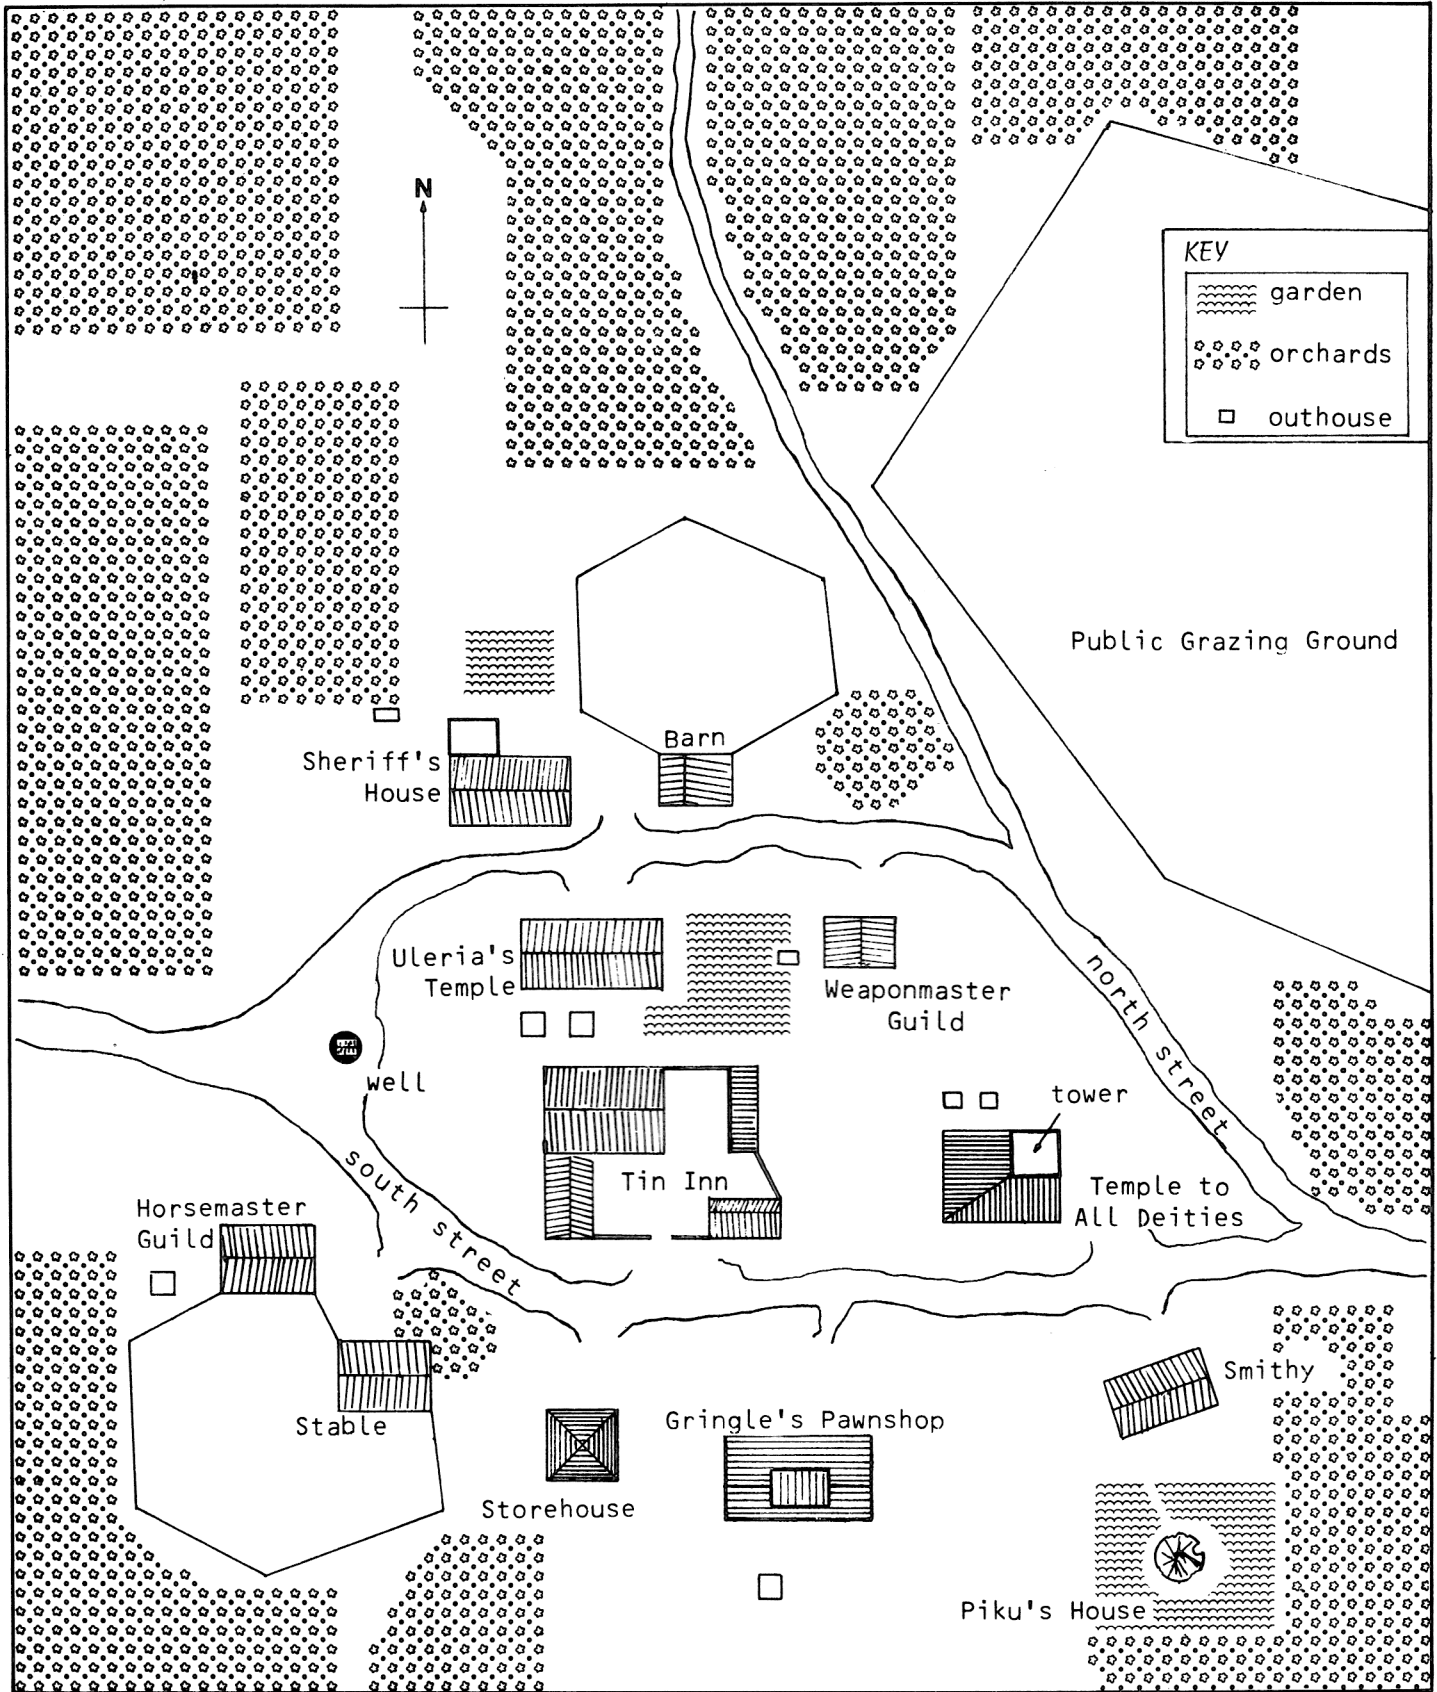 N
KEY
garden
orchards
outhouse
Public Grazing Ground
Barn
Sheriff's
House
Uleria's
Temple
Weaponmaster
Guild
north street
well
tower
south street
Tin Inn
Temple to
All Deities
Horsemaster
Guild
Stable
Smithy
Gringle's Pawnshop
Storehouse
Piku's House